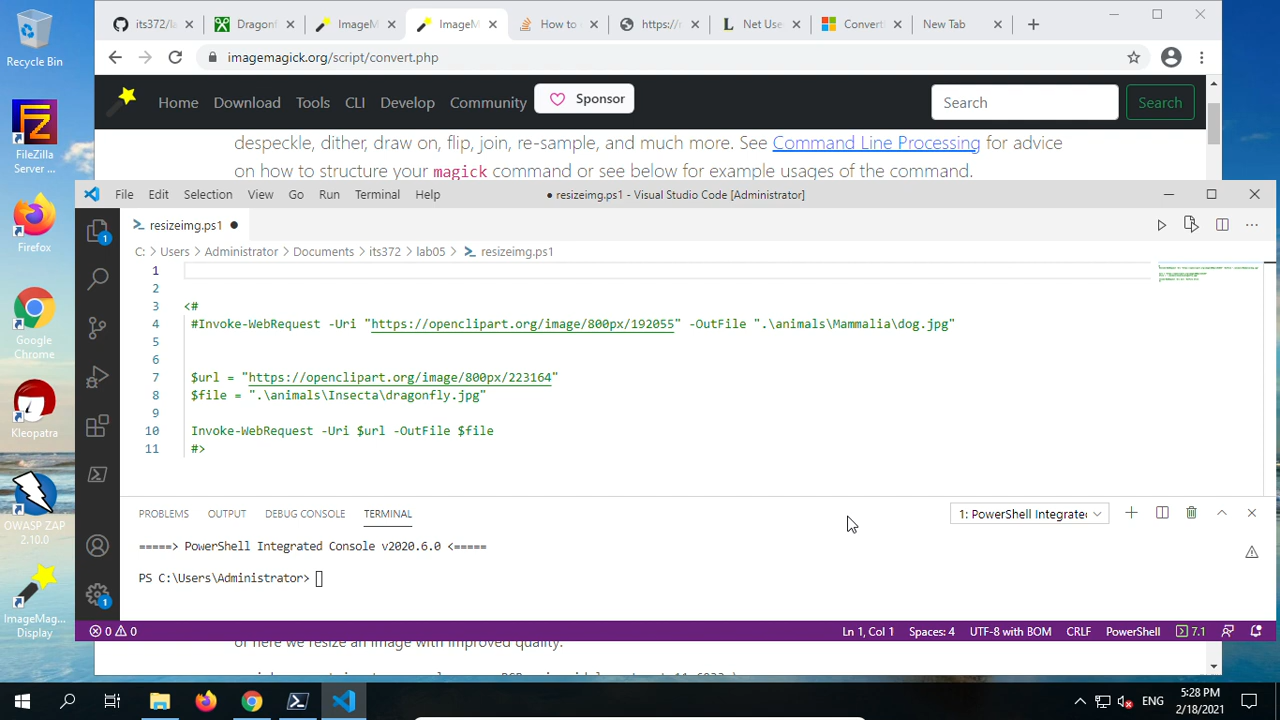 Recycle Bin
FileZilla
Server ...
Firefox
Google
Chrome
Kleopatra
OWASP ZAP
2.10.0
ImageMag...
Display
its372/la
Dragonf
ImageM
ImageM
How to
https://
Net Use
Convert
New Tab
imagemagick.org/script/convert.php
Home Download Tools CLI Develop Community Sponsor Search Search
despeckle, dither, draw on, flip, join, re-sample, and much more. See Command Line Processing for advice
on how to structure your magick command or see below for example usages of the command.
File Edit Selection View Go Run Terminal Help ● resizeimg.ps1 - Visual Studio Code [Administrator]
resizeimg.ps1 ●
C: > Users > Administrator > Documents > its372 > lab05 > resizeimg.ps1
1
2
3 <#
4 #Invoke-WebRequest -Uri "https://openclipart.org/image/800px/192055" -OutFile ".\animals\Mammalia\dog.jpg"
5
6
7 $url = "https://openclipart.org/image/800px/223164"
8 $file = ".\animals\Insecta\dragonfly.jpg"
9
10 Invoke-WebRequest -Uri $url -OutFile $file
11 #>
PROBLEMS OUTPUT DEBUG CONSOLE TERMINAL 1: PowerShell Integrate
=====> PowerShell Integrated Console v2020.6.0 <=====
PS C:\Users\Administrator>
1
1
0 0 Ln 1, Col 1 Spaces: 4 UTF-8 with BOM CRLF PowerShell 7.1
or here we resize an image with improved quality:
ENG
5:28 PM
2/18/2021